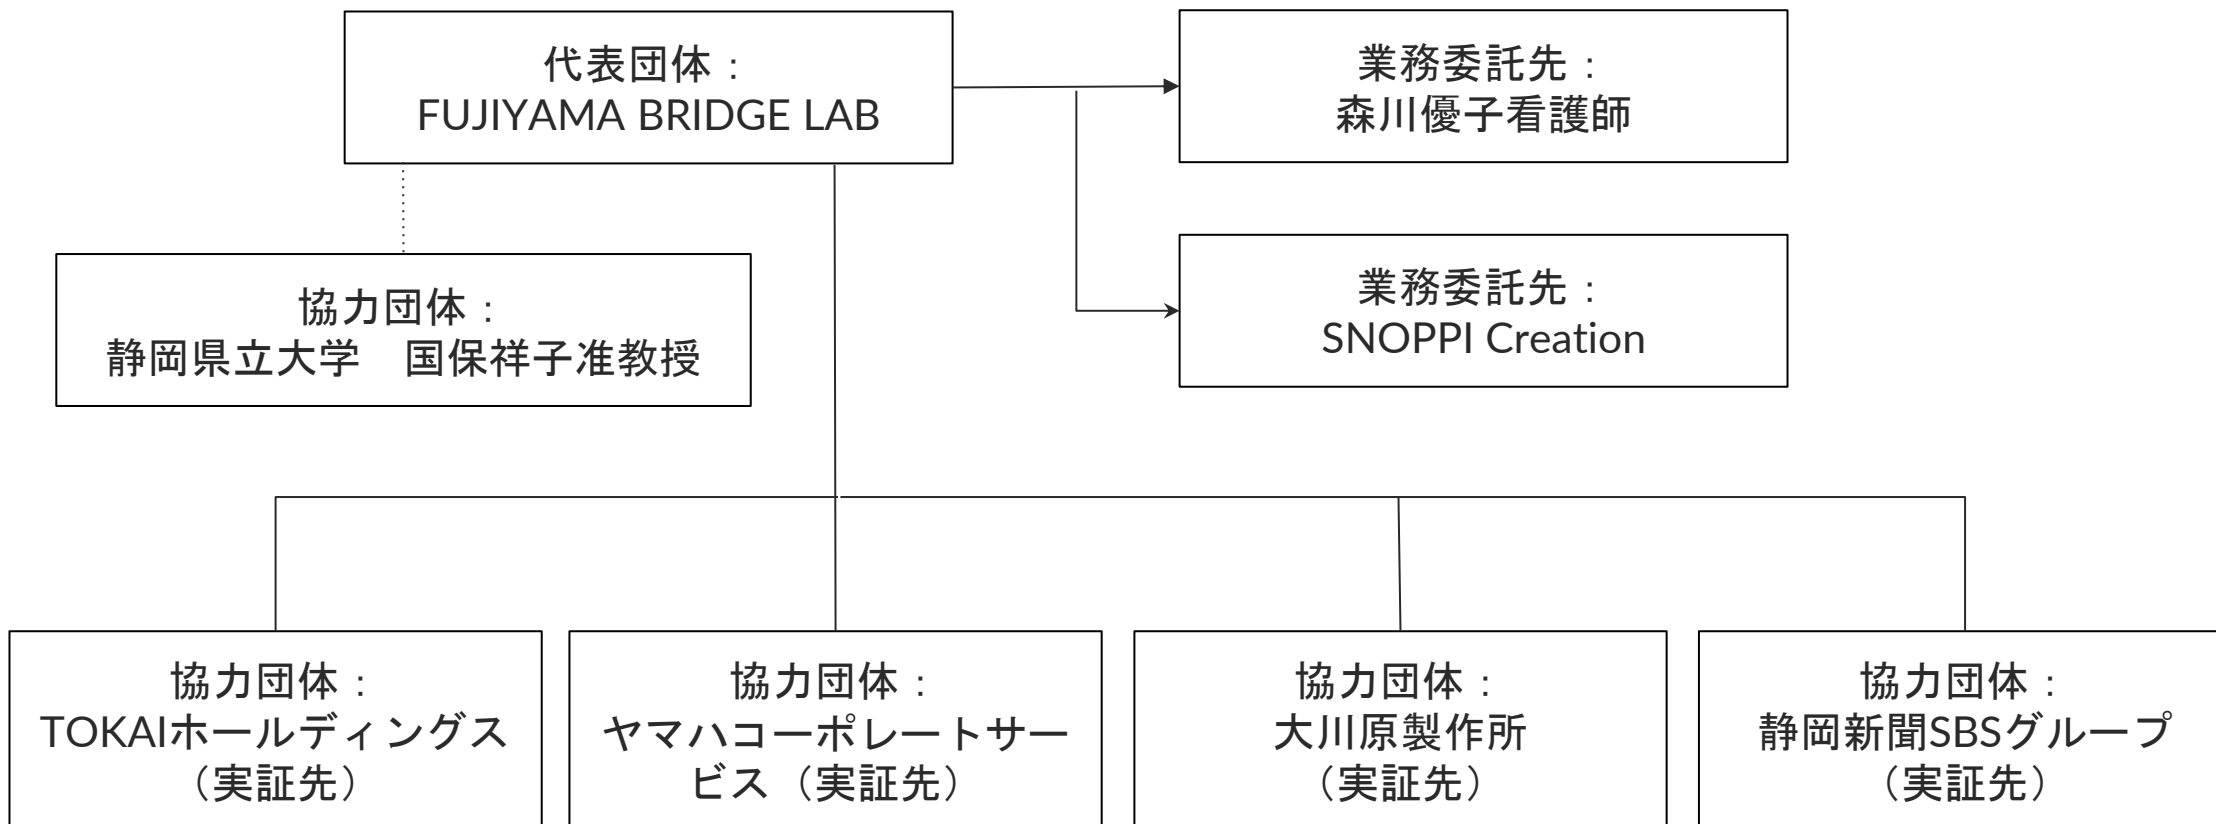 代表団体：
FUJIYAMA BRIDGE LAB
業務委託先：
森川優子看護師
協力団体：
静岡県立大学　国保祥子准教授
業務委託先：
SNOPPI Creation
協力団体：
TOKAIホールディングス
（実証先）
協力団体：
ヤマハコーポレートサー
ビス（実証先）
協力団体：
大川原製作所
（実証先）
協力団体：
静岡新聞SBSグループ
（実証先）